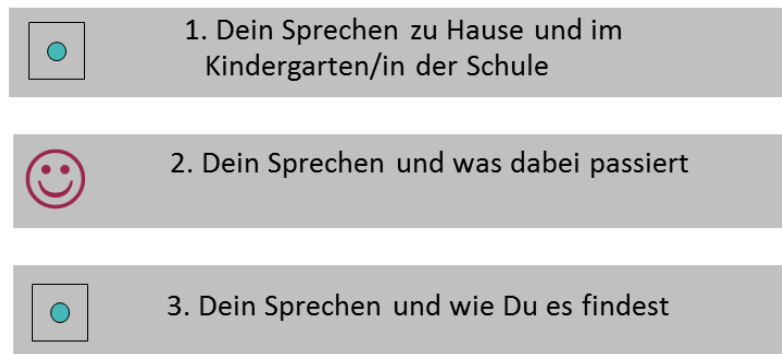 1. Dein Sprechen zu Hause und im
Kindergarten/in der Schule
2. Dein Sprechen und was dabei passiert
3. Dein Sprechen und wie Du es findest